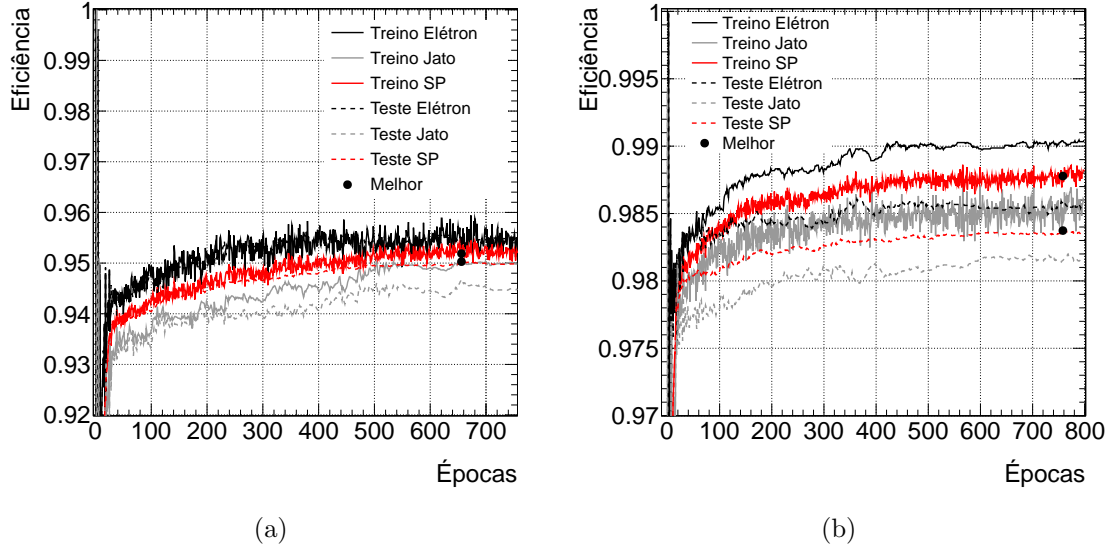 Eficiência
1
0.99
0.98
0.97
0.96
0.95
0.94
0.93
0.92
Treino Elétron
Treino Jato
Treino SP
Teste Elétron
Teste Jato
Teste SP
Melhor
0 100 200 300 400 500 600 700
Épocas
(a)
Eficiência
1
0.995
0.99
0.985
0.98
0.975
0.97
Treino Elétron
Treino Jato
Treino SP
Teste Elétron
Teste Jato
Teste SP
Melhor
0 100 200 300 400 500 600 700 800
Épocas
(b)